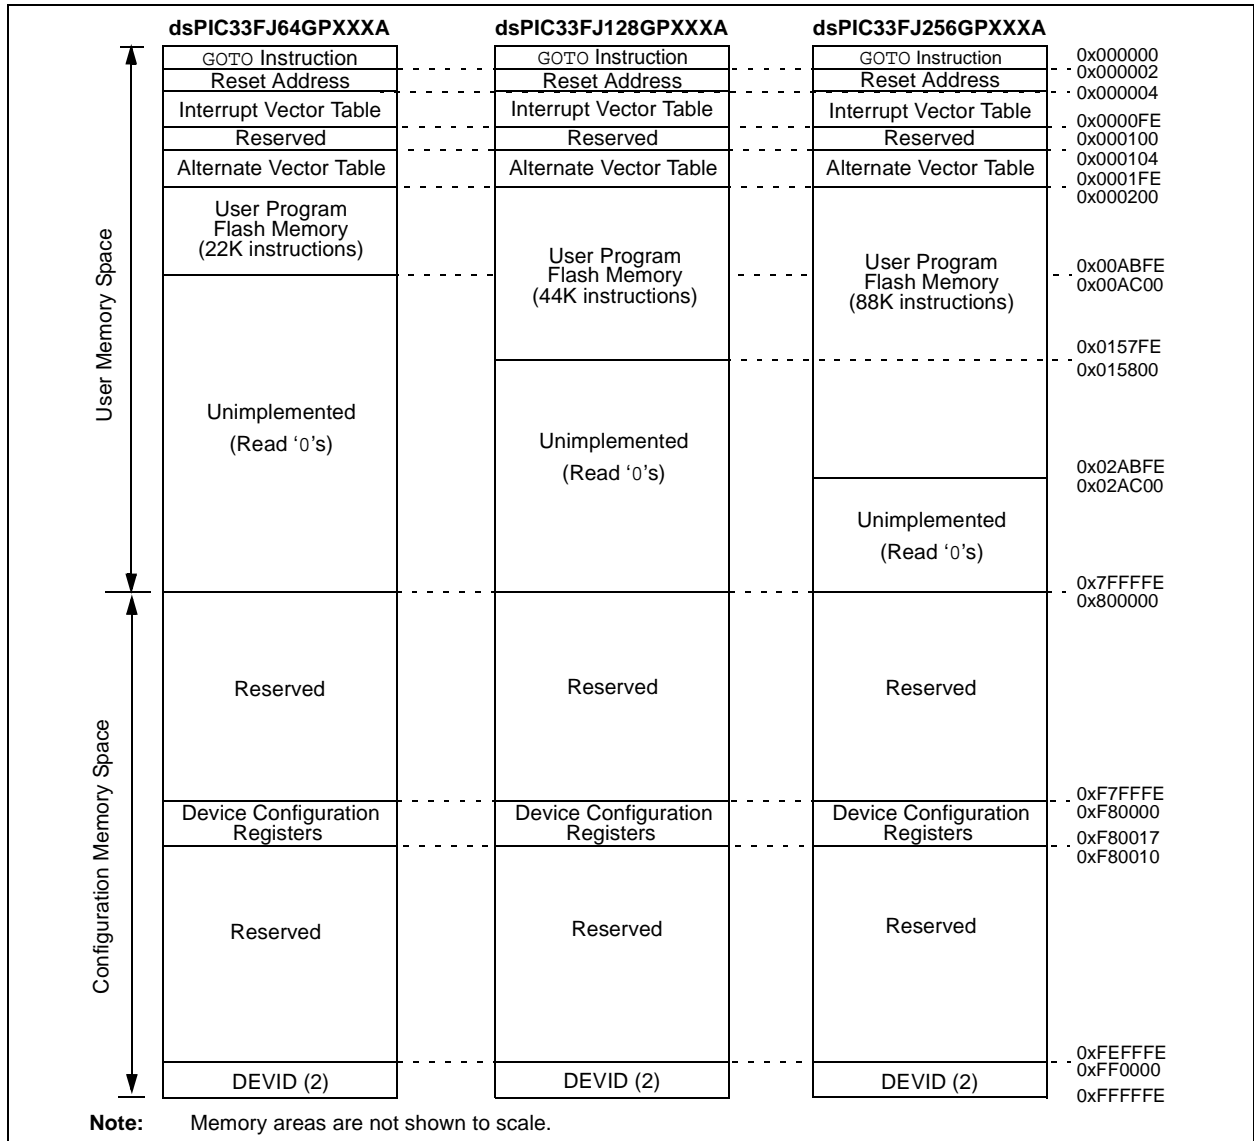 dsPIC33FJ64GPXXXA
dsPIC33FJ128GPXXXA
dsPIC33FJ256GPXXXA
User Memory Space
Configuration Memory Space
GOTO Instruction
Reset Address
Interrupt Vector Table
Reserved
Alternate Vector Table
User Program
Flash Memory
(22K instructions)
Unimplemented
(Read ‘0’s)
Reserved
Device Configuration
Registers
Reserved
DEVID (2)
GOTO Instruction
Reset Address
Interrupt Vector Table
Reserved
Alternate Vector Table
User Program
Flash Memory
(44K instructions)
Unimplemented
(Read ‘0’s)
Reserved
Device Configuration
Registers
Reserved
DEVID (2)
GOTO Instruction
Reset Address
Interrupt Vector Table
Reserved
Alternate Vector Table
User Program
Flash Memory
(88K instructions)
Unimplemented
(Read ‘0’s)
Reserved
Device Configuration
Registers
Reserved
DEVID (2)
0x000000
0x000002
0x000004
0x0000FE
0x000100
0x000104
0x0001FE
0x000200
0x00ABFE
0x00AC00
0x0157FE
0x015800
0x02ABFE
0x02AC00
0x7FFFFE
0x800000
0xF7FFFE
0xF80000
0xF80017
0xF80010
0xFEFFFE
0xFF0000
0xFFFFFE
Note: Memory areas are not shown to scale.